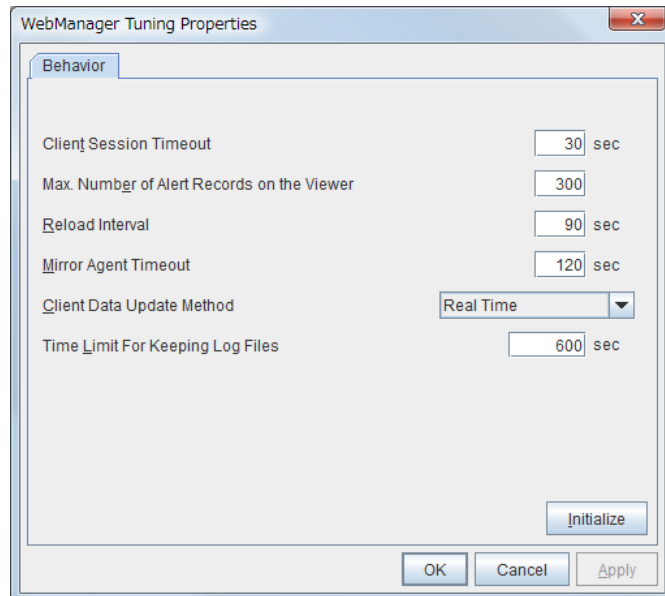 WebManager Tuning Properties
Behavior
Client Session Timeout 30 sec
Max. Number of Alert Records on the Viewer 300
Reload Interval 90 sec
Mirror Agent Timeout 120 sec
Client Data Update Method Real Time
Time Limit For Keeping Log Files 600 sec
Initialize
OK Cancel Apply